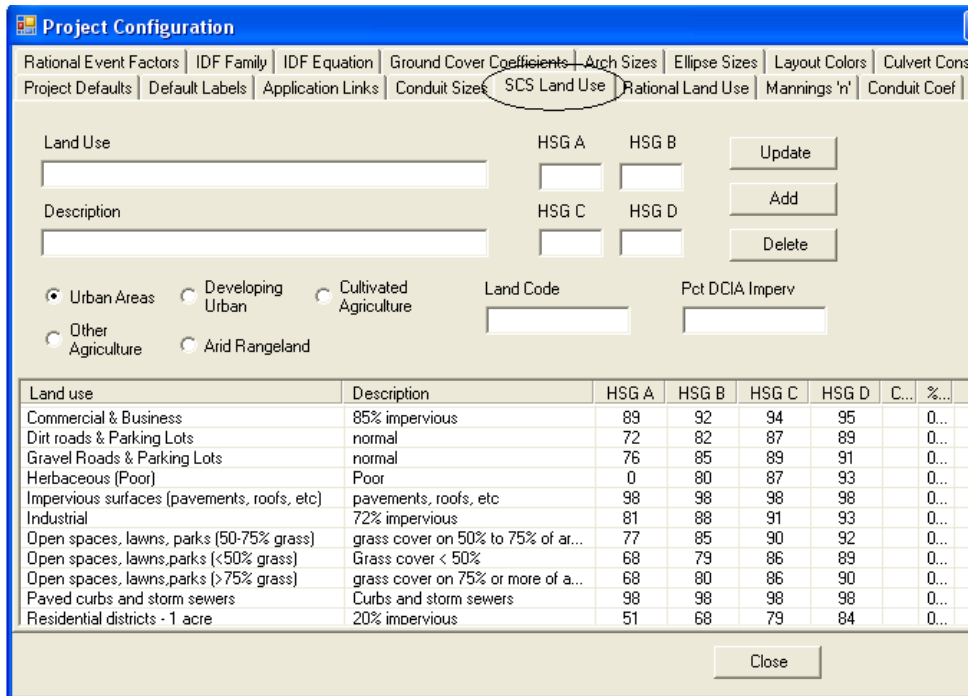 Project Configuration
Rational Event Factors IDF Family IDF Equation Ground Cover Coefficients Arch Sizes Ellipse Sizes Layout Colors Culvert Cons
Project Defaults Default Labels Application Links Conduit Sizes SCS Land Use Rational Land Use Mannings 'n' Conduit Coef
Land Use HSG A HSG B
Update
Add
Description HSG C HSG D
Delete
Urban Areas Developing Urban Cultivated Agriculture Land Code Pct DCIA Imperv
Other Agriculture Arid Rangeland
Land use Description HSG A HSG B HSG C HSG D C... %...
Commercial & Business 85% impervious 89 92 94 95 0...
Dirt roads & Parking Lots normal 72 82 87 89 0...
Gravel Roads & Parking Lots normal 76 85 89 91 0...
Herbaceous (Poor) Poor 0 80 87 93 0...
Impervious surfaces (pavements, roofs, etc) pavements, roofs, etc 98 98 98 98 0...
Industrial 72% impervious 81 88 91 93 0...
Open spaces, lawns, parks (50-75% grass) grass cover on 50% to 75% of ar... 77 85 90 92 0...
Open spaces, lawns,parks (<50% grass) Grass cover < 50% 68 79 86 89 0...
Open spaces, lawns,parks (>75% grass) grass cover on 75% or more of a... 68 80 86 90 0...
Paved curbs and storm sewers Curbs and storm sewers 98 98 98 98 0...
Residential districts - 1 acre 20% impervious 51 68 79 84 0...
Close